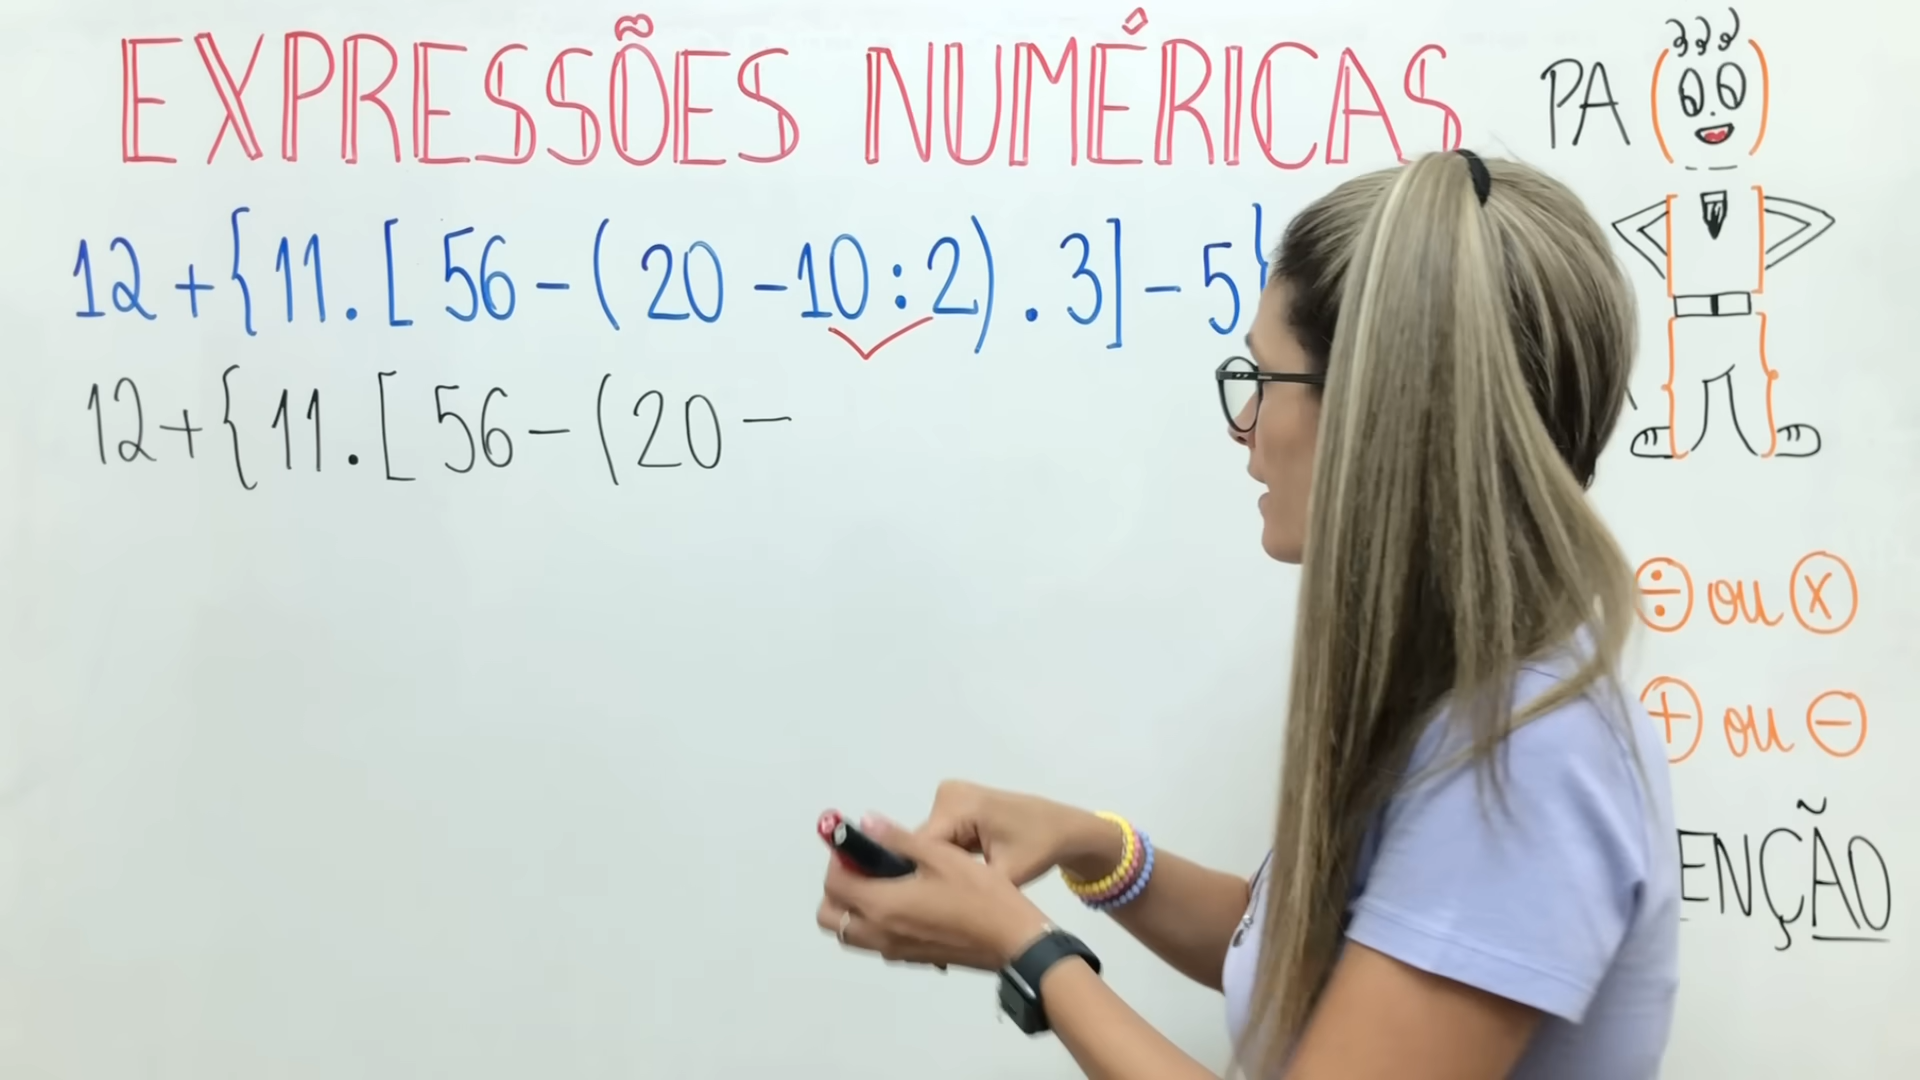 EXPRESSÕES NUMÉRICAS
PA
12+{11.[56-(20-10:2).3]-5}
12+{11.[56-(20-
÷ ou x
+ ou -
ENÇÃO